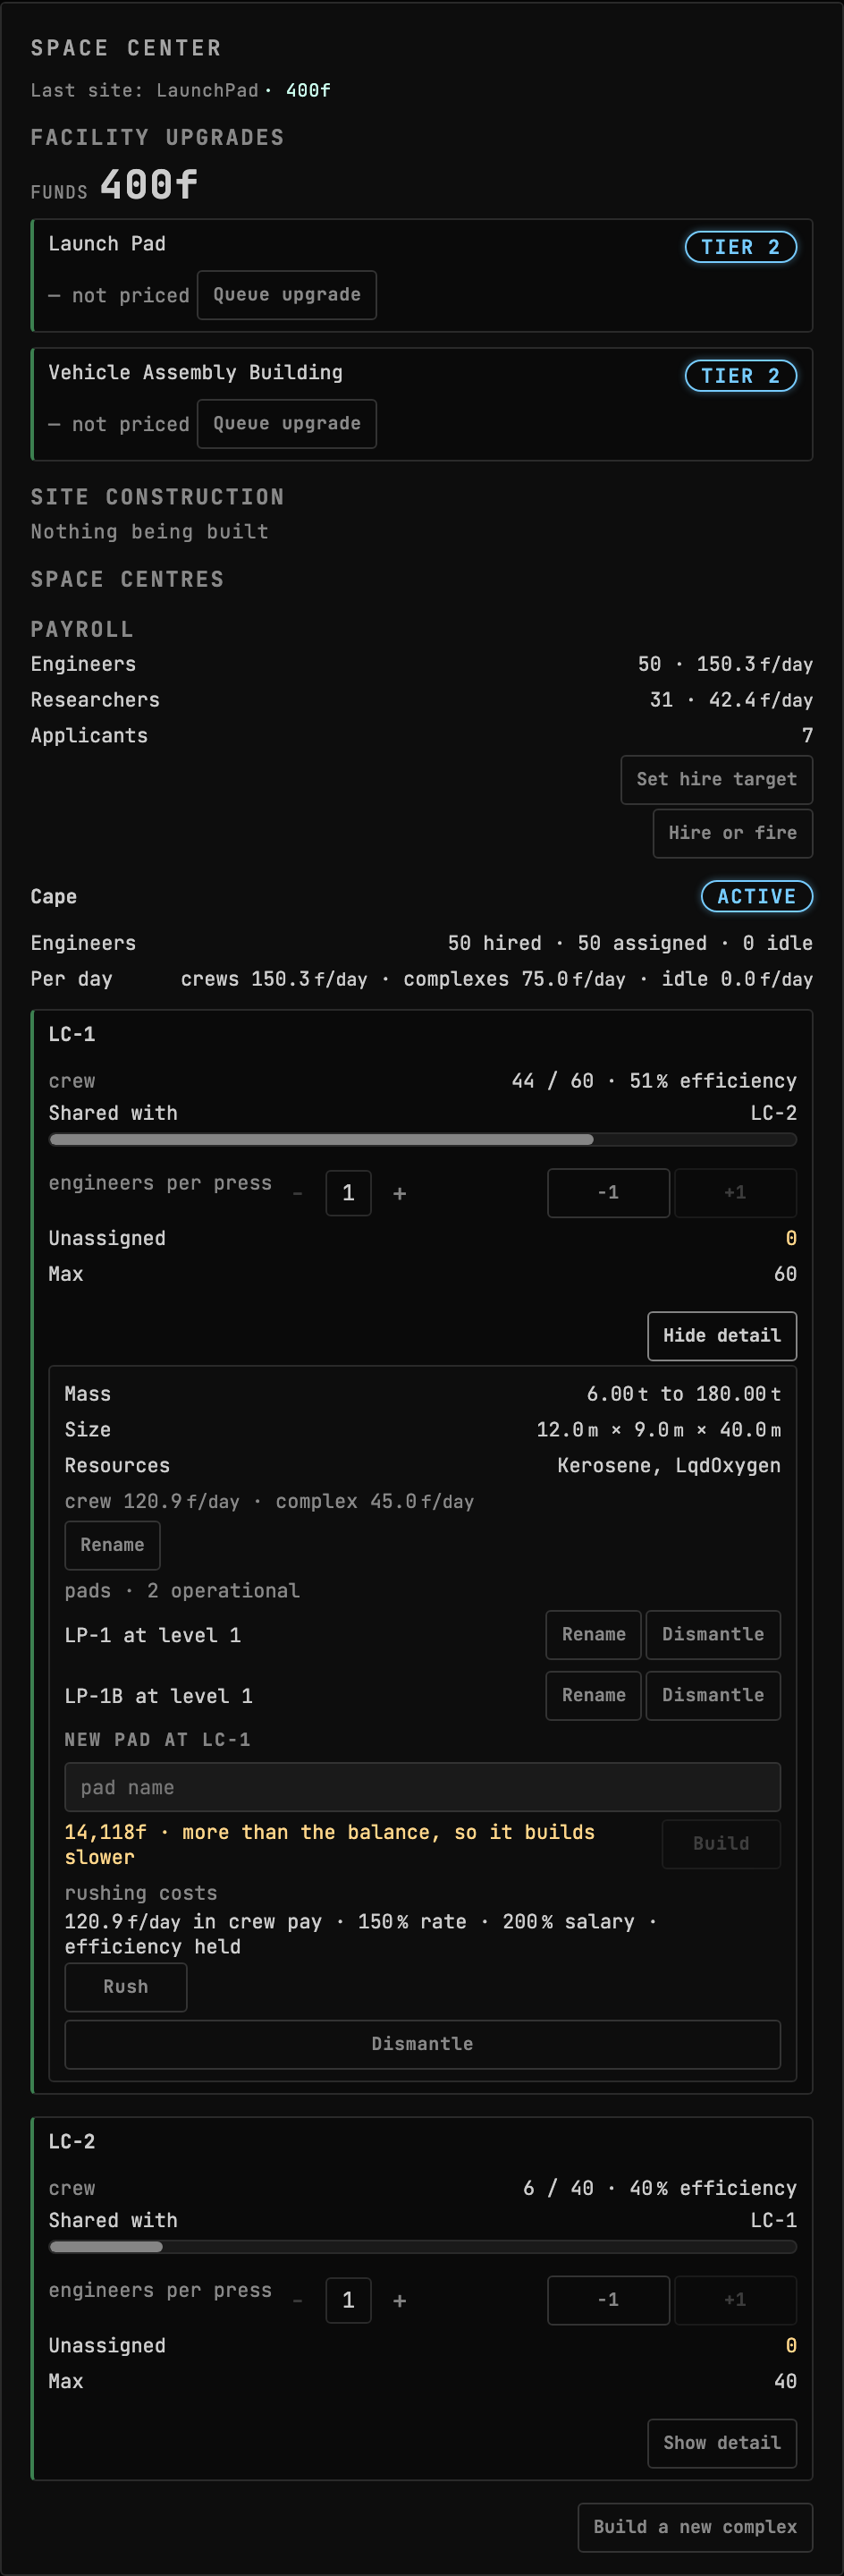 SPACE CENTER
Last site: LaunchPad · 400f
FACILITY UPGRADES
FUNDS 400f
Launch Pad TIER 2
— not priced Queue upgrade
Vehicle Assembly Building TIER 2
— not priced Queue upgrade
SITE CONSTRUCTION
Nothing being built
SPACE CENTRES
PAYROLL
Engineers 50 · 150.3 f/day
Researchers 31 · 42.4 f/day
Applicants 7
Set hire target
Hire or fire
Cape ACTIVE
Engineers 50 hired · 50 assigned · 0 idle
Per day crews 150.3 f/day · complexes 75.0 f/day · idle 0.0 f/day
LC-1
crew 44 / 60 · 51% efficiency
Shared with LC-2
engineers per press - 1 + -1 +1
Unassigned 0
Max 60
Hide detail
Mass 6.00 t to 180.00 t
Size 12.0 m × 9.0 m × 40.0 m
Resources Kerosene, LqdOxygen
crew 120.9 f/day · complex 45.0 f/day
Rename
pads · 2 operational
LP-1 at level 1 Rename Dismantle
LP-1B at level 1 Rename Dismantle
NEW PAD AT LC-1
pad name
14,118f · more than the balance, so it builds
slower
Build
rushing costs
120.9 f/day in crew pay · 150% rate · 200% salary ·
efficiency held
Rush
Dismantle
LC-2
crew 6 / 40 · 40% efficiency
Shared with LC-1
engineers per press - 1 + -1 +1
Unassigned 0
Max 40
Show detail
Build a new complex